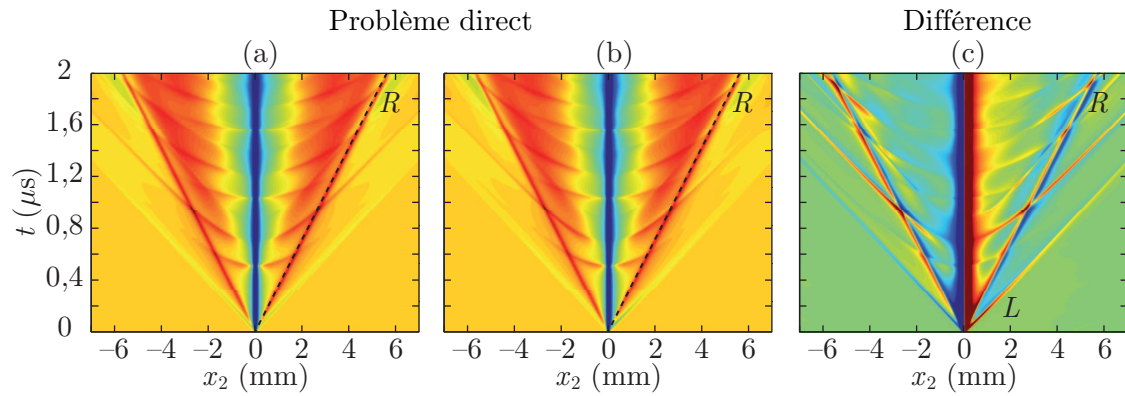 Problème direct
Différence
(a)
(b)
(c)
2
1,6
1,2
0,8
0,4
0
t (μs)
R
R
R
L
–6 –4 –2 0 2 4 6
–6 –4 –2 0 2 4 6
–6 –4 –2 0 2 4 6
x₂ (mm)
x₂ (mm)
x₂ (mm)